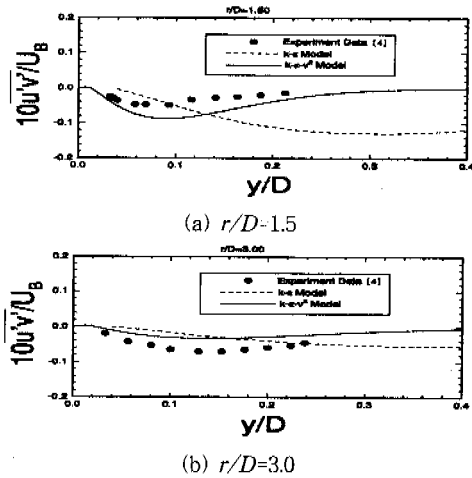 r/D=1.50
0.2
0.1
0.0
-0.1
-0.2
10u'v'/U_B
Experiment Data [4]
k-ε Model
k-ε-v² Model
0.0
0.1
0.2
0.3
0.4
y/D
(a) r/D=1.5
r/D=3.00
0.2
0.1
0.0
-0.1
-0.2
10u'v'/U_B
Experiment Data [4]
k-ε Model
k-ε-v² Model
0.0
0.1
0.2
0.3
0.4
y/D
(b) r/D=3.0